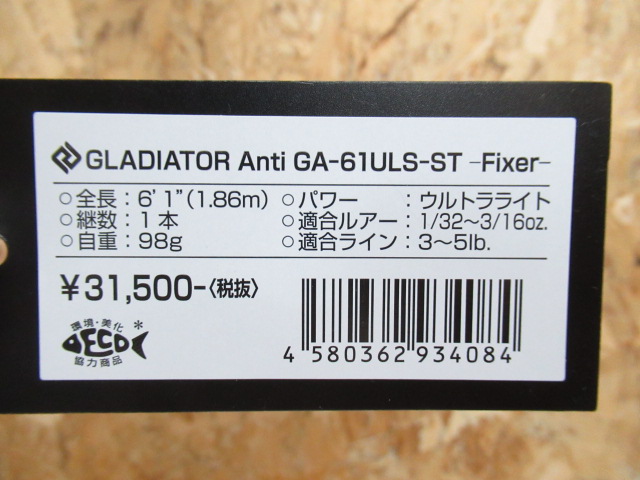 GLADIATOR Anti GA-61ULS-ST -Fixer-
○全長：6'1"(1.86m) ○パワー ：ウルトラライト
○継数：1本 ○適合ルアー：1/32〜3/16oz.
○自重：98g ○適合ライン：3〜5lb.
¥31,500-〈税抜〉
環境・美化*
ECO
協力商品
4 580362 934084